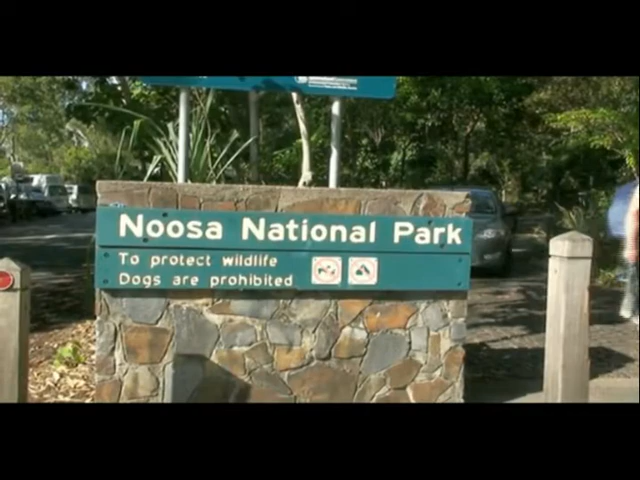 Noosa National Park
To protect wildlife
Dogs are prohibited